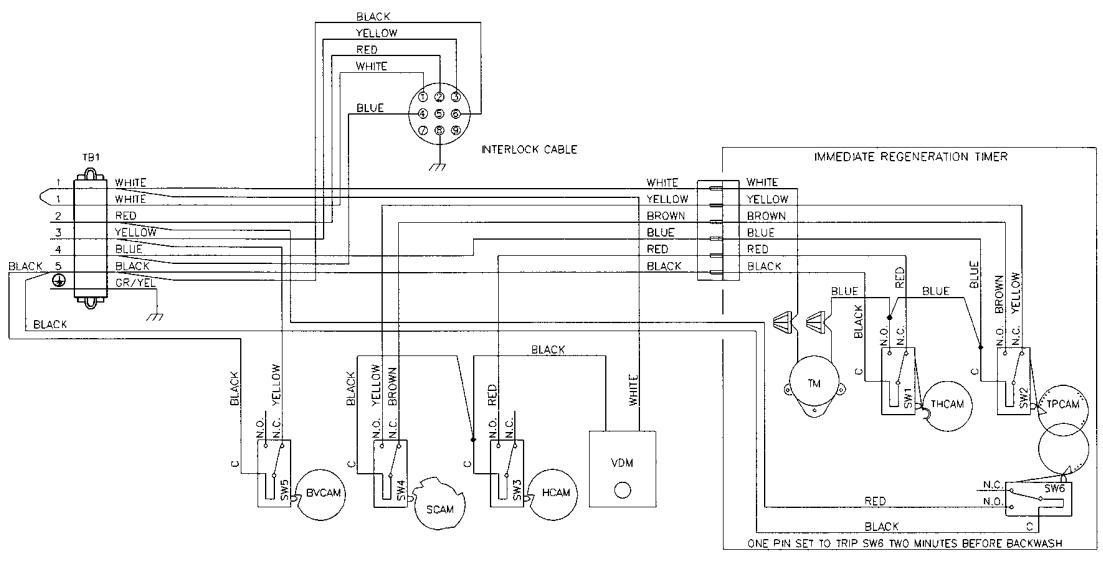 BLACK
YELLOW
RED
WHITE
BLUE
1 2 3
4 5 6
7 8 9
INTERLOCK CABLE
TB1
IMMEDIATE REGENERATION TIMER
1 WHITE WHITE WHITE
1 WHITE YELLOW YELLOW
2 RED BROWN BROWN
3 YELLOW BLUE BLUE
4 BLUE RED RED
BLACK 5 BLACK BLACK BLACK
GR/YEL
BLACK
BLUE
RED
BLUE
BLUE
BLACK
N.O.
N.C.
BROWN
YELLOW
N.O.
N.C.
C
SW1
THCAM
C
SW2
TPCAM
TM
BLACK
BLACK
YELLOW
N.O.
N.C.
C
SW5
BVCAM
BLACK
YELLOW
BROWN
N.O.
N.C.
C
SW4
SCAM
RED
N.O.
N.C.
C
SW3
HCAM
WHITE
VDM
N.C.
N.O.
SW6
C
RED
BLACK
ONE PIN SET TO TRIP SW6 TWO MINUTES BEFORE BACKWASH